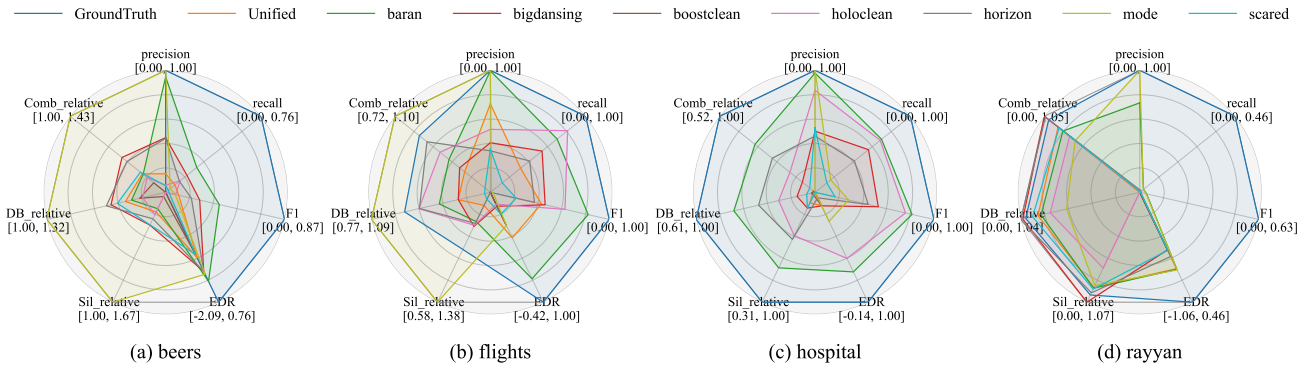 GroundTruth Unified baran bigdansing boostclean holoclean horizon mode scared
precision
[0.00, 1.00]
recall
[0.00, 0.76]
F1
[0.00, 0.87]
EDR
[-2.09, 0.76]
Sil_relative
[1.00, 1.67]
DB_relative
[1.00, 1.32]
Comb_relative
[1.00, 1.43]
(a) beers
precision
[0.00, 1.00]
recall
[0.00, 1.00]
F1
[0.00, 1.00]
EDR
[-0.42, 1.00]
Sil_relative
[0.58, 1.38]
DB_relative
[0.77, 1.09]
Comb_relative
[0.72, 1.10]
(b) flights
precision
[0.00, 1.00]
recall
[0.00, 1.00]
F1
[0.00, 1.00]
EDR
[-0.14, 1.00]
Sil_relative
[0.31, 1.00]
DB_relative
[0.61, 1.00]
Comb_relative
[0.52, 1.00]
(c) hospital
precision
[0.00, 1.00]
recall
[0.00, 0.46]
F1
[0.00, 0.63]
EDR
[-1.06, 0.46]
Sil_relative
[0.00, 1.07]
DB_relative
[0.00, 1.04]
Comb_relative
[0.00, 1.05]
(d) rayyan